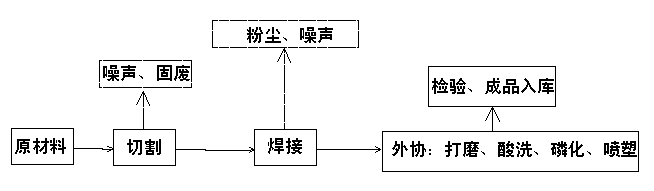 粉尘、噪声
噪声、固废
检验、成品入库
原材料
切割
焊接
外协：打磨、酸洗、磷化、喷塑